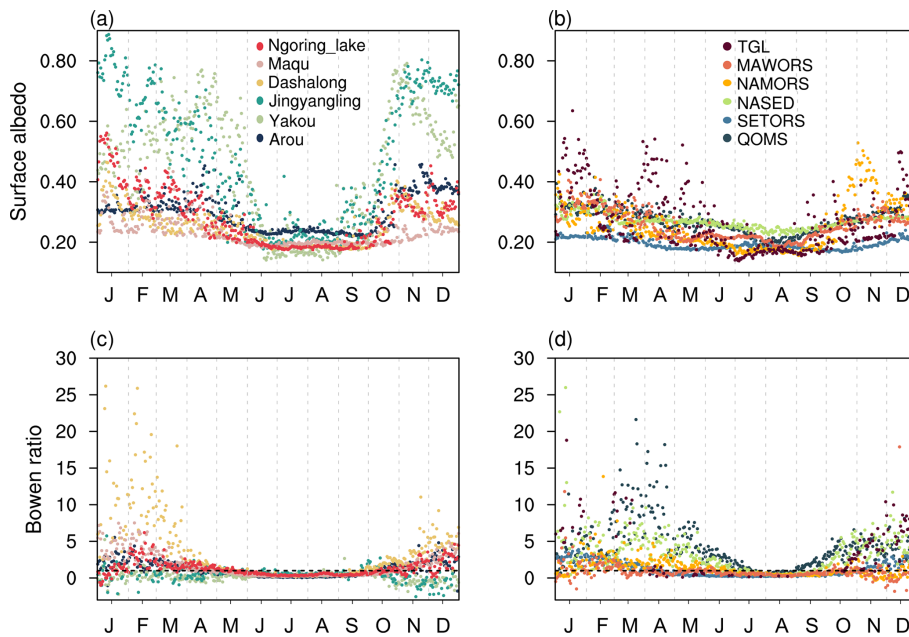 (a)
(b)
Surface albedo
0.80
0.60
0.40
0.20
Ngoring_lake
Maqu
Dashalong
Jingyangling
Yakou
Arou
J F M A M J J A S O N D
0.80
0.60
0.40
0.20
TGL
MAWORS
NAMORS
NASED
SETORS
QOMS
J F M A M J J A S O N D
(c)
(d)
Bowen ratio
30
25
20
15
10
5
0
J F M A M J J A S O N D
30
25
20
15
10
5
0
J F M A M J J A S O N D